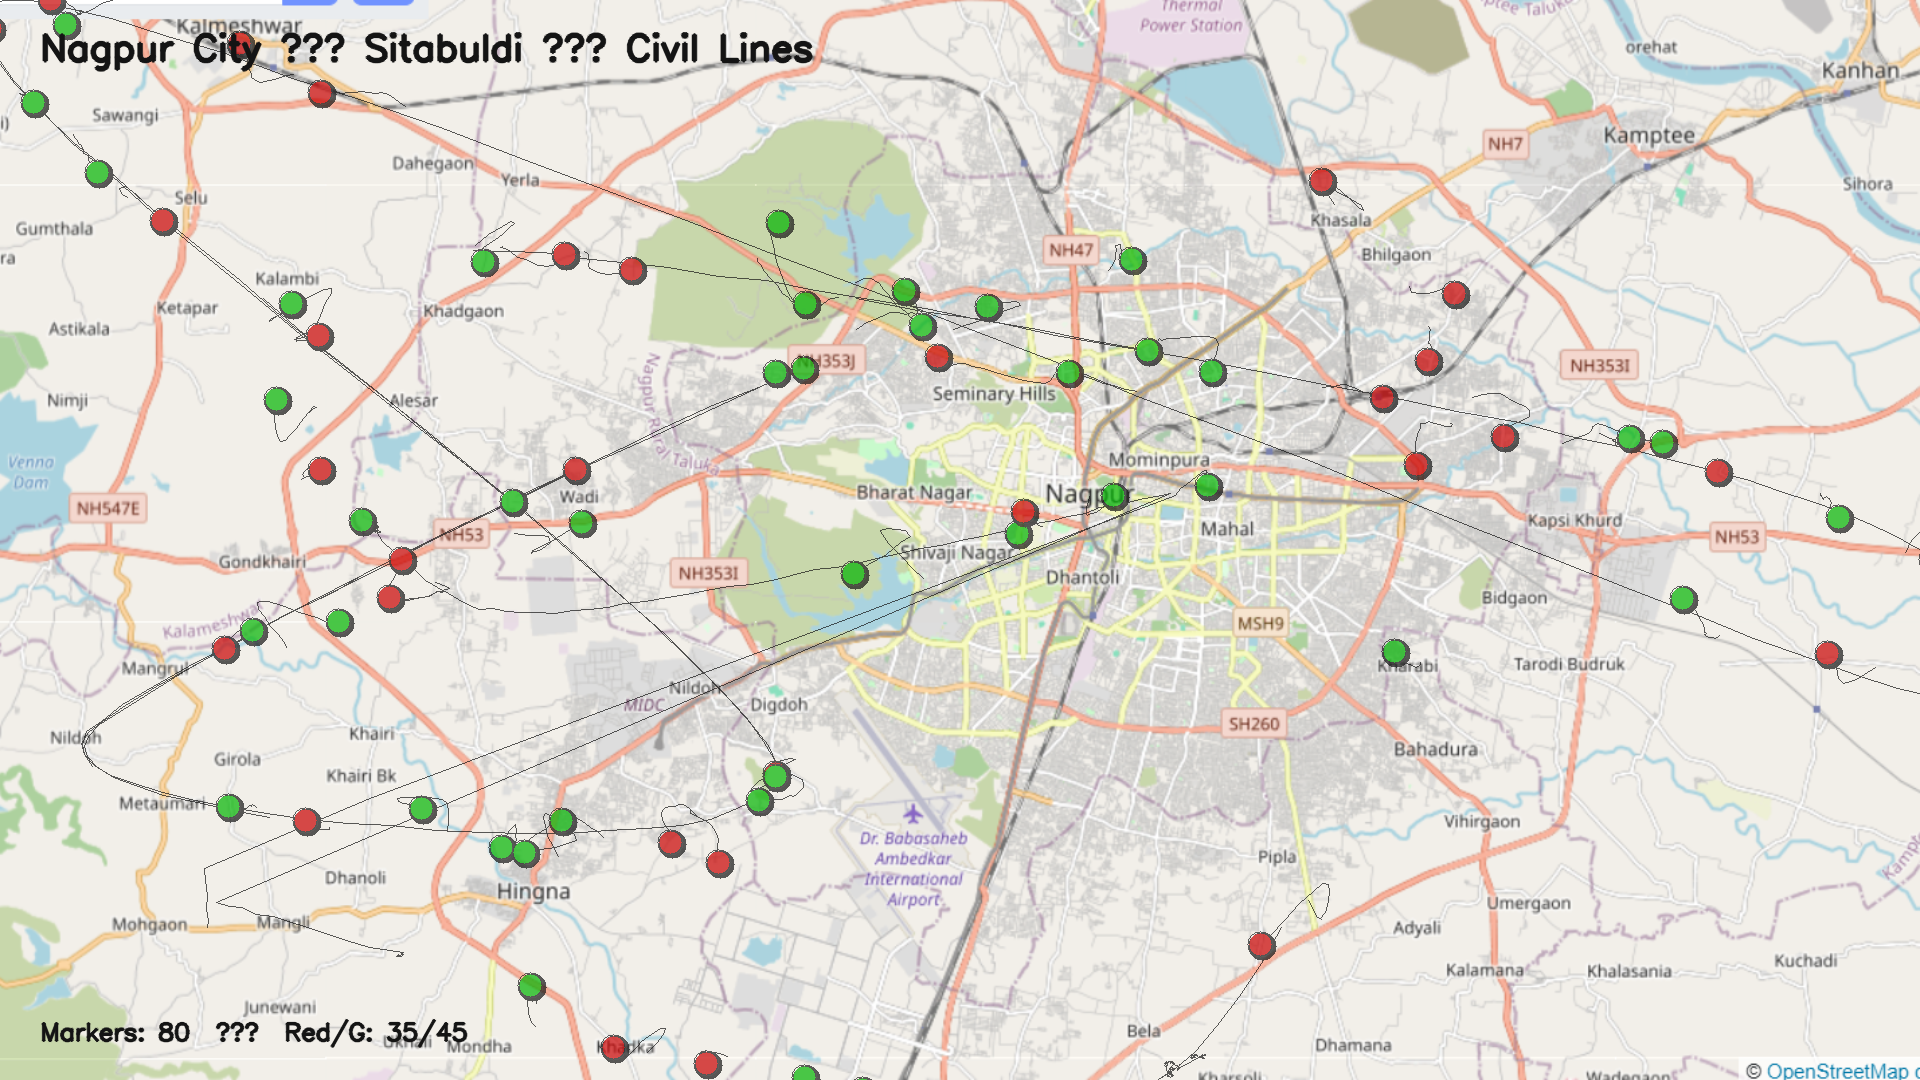 Thermal
Power Station
Kalmeshwar
Nagpur City ??? Sitabuldi ??? Civil Lines
orehat
Kanhan
Sawangi
i)
NH7
Kamptee
Dahegaon
Yerla
Sihora
Selu
Gumthala
Khasala
ra
NH47
Bhilgaon
Kalambi
Ketapar
Khadgaon
Astikala
NH353J
NH353I
Nimji
Alesar
Seminary Hills
Nagpur Rural Taluka
Venna
Dam
Mominpura
Wadi
Bharat Nagar
Nagpur
NH547E
Kapsi Khurd
NH53
Mahal
NH53
Shivaji Nagar
Gondkhairi
NH353I
Dhantoli
Bidgaon
Kalameshwar
MSH9
Mangrul
Kharabi
Tarodi Budruk
Nildoh
MIDC
Digdoh
SH260
Nildoh
Khairi
Bahadura
Girola
Khairi Bk
Metaumari
Vihirgaon
Dr. Babasaheb
Ambedkar
International
Airport
Pipla
Dhanoli
Hingna
Umergaon
Mohgaon
Mangli
Adyali
Kuchadi
Kalamana
Khalasania
Junewani
Markers: 80 ??? Red/G: 35/45
Mondha
Khadka
Bela
Dhamana
Kharsoli
Wadegaon
© OpenStreetMap c